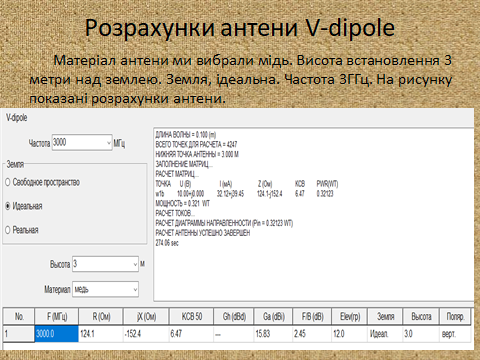 Розрахунки антени V-dipole
Матеріал антени ми вибрали мідь. Висота встановлення 3
метри над землею. Земля, ідеальна. Частота 3ГГц. На рисунку
показані розрахунки антени.
V-dipole
Частота 3000 МГц
Земля
Свободное пространство
Идеальная
Реальная
Высота 3 м
Материал медь
ДЛИНА ВОЛНЫ = 0.100 (m)
ВСЕГО ТОЧЕК ДЛЯ РАСЧЕТА = 4247
НИЖНЯЯ ТОЧКА АНТЕННЫ = 3.000 М
ЗАПОЛНЕНИЕ МАТРИЦ...
РАСЧЕТ МАТРИЦ...
ТОЧКА U (В) I (мА) Z (Ом) КСВ PWR(WT)
w1b 10.00+j0.000 32.12+j39.45 124.1-j152.4 6.47 0.32123
МОЩНОСТЬ = 0.321 WT
РАСЧЕТ ТОКОВ...
РАСЧЕТ ДИАГРАММЫ НАПРАВЛЕННОСТИ (Pin = 0.32123 WT)
РАСЧЕТ АНТЕННЫ УСПЕШНО ЗАВЕРШЕН
274.06 sec
No. F (МГц) R (Ом) jX (Ом) КСВ 50 Gh (dBd) Ga (dBi) F/B (dB) Elev(гр) Земля Высота Поляр.
1 3000.0 124.1 -152.4 6.47 --- 15.83 2.45 12.0 Идеал. 3.0 верт.